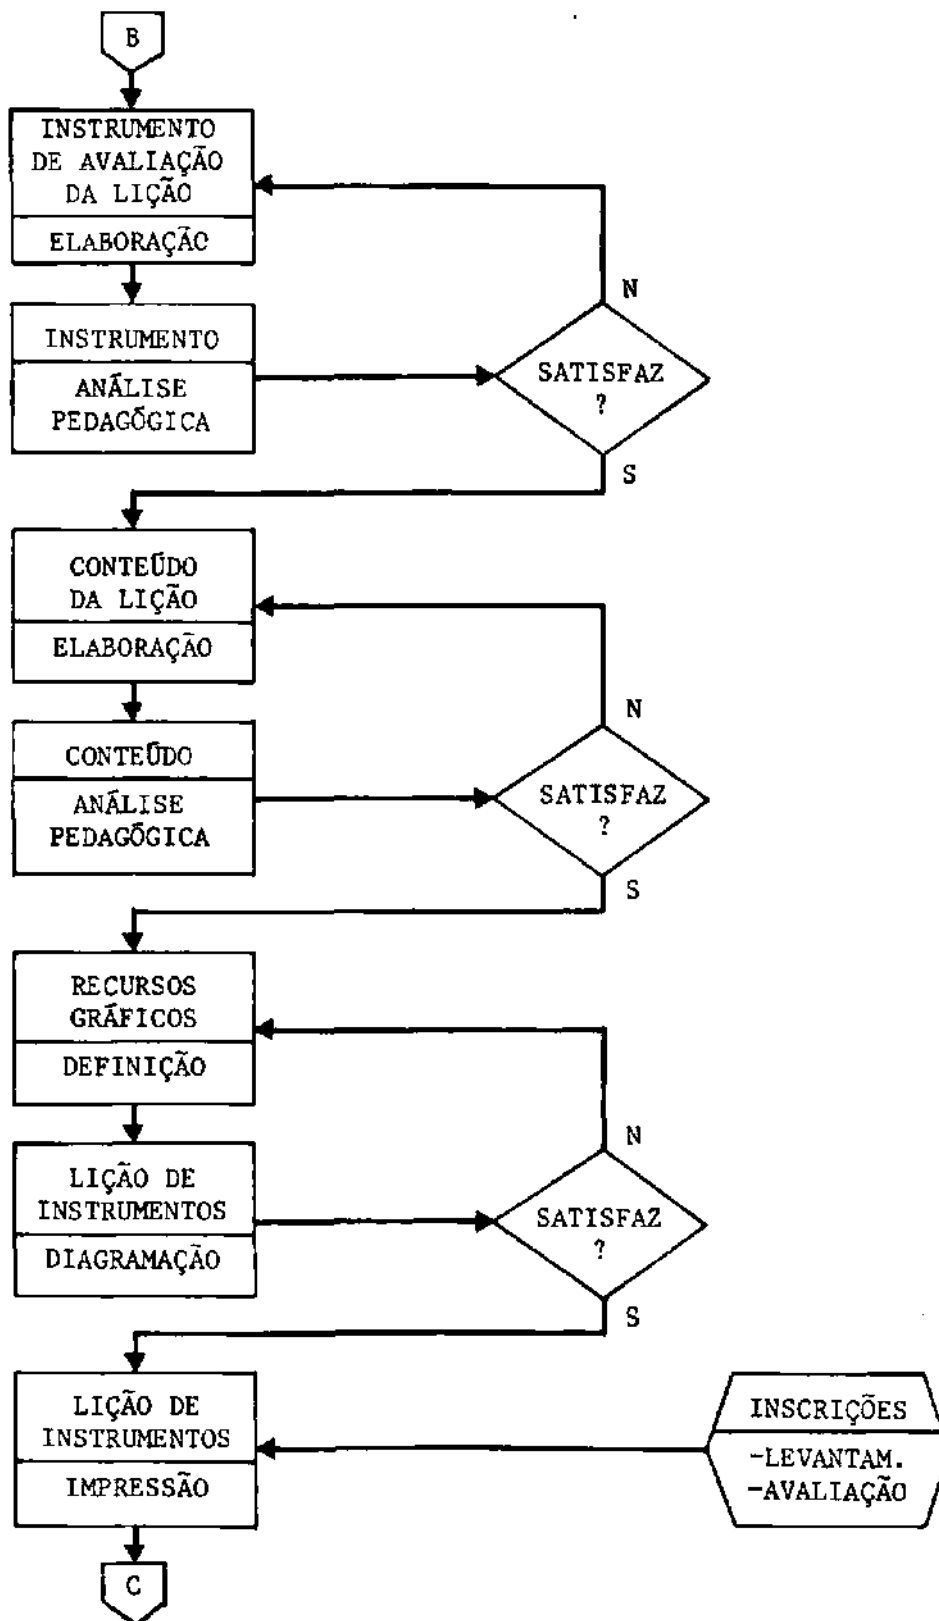 B
INSTRUMENTO
DE AVALIAÇÃO
DA LIÇÃO
ELABORAÇÃO
N
INSTRUMENTO
ANÁLISE
PEDAGÓGICA
SATISFAZ
?
S
CONTEÚDO
DA LIÇÃO
ELABORAÇÃO
N
CONTEÚDO
ANÁLISE
PEDAGÓGICA
SATISFAZ
?
S
RECURSOS
GRÁFICOS
DEFINIÇÃO
N
LIÇÃO DE
INSTRUMENTOS
DIAGRAMAÇÃO
SATISFAZ
?
S
LIÇÃO DE
INSTRUMENTOS
IMPRESSÃO
INSCRIÇÕES
-LEVANTAM.
-AVALIAÇÃO
C